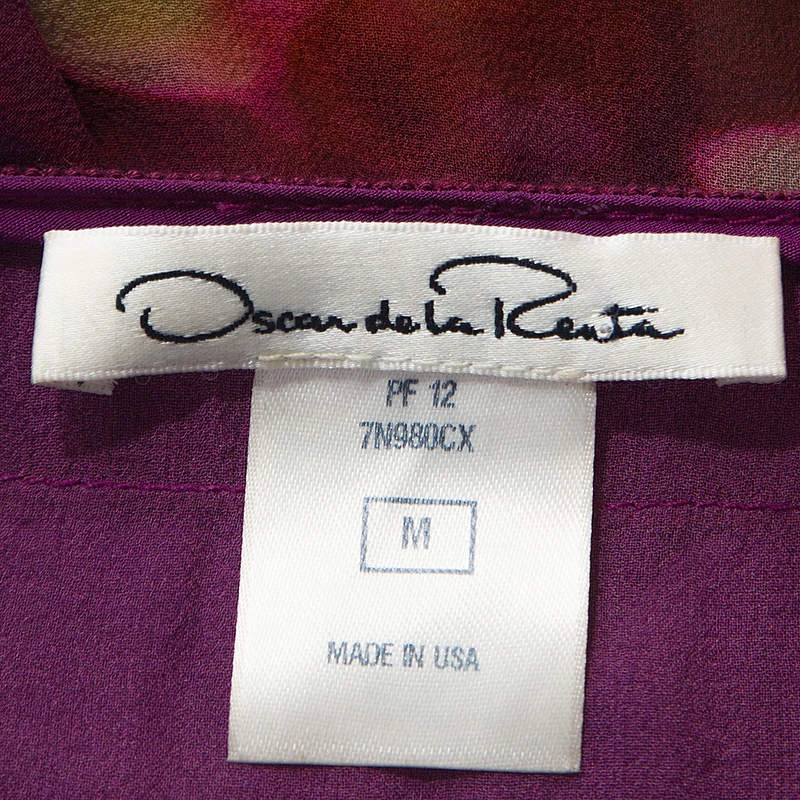 Oscar de la Renta
PF 12
7N980CX
M
MADE IN USA